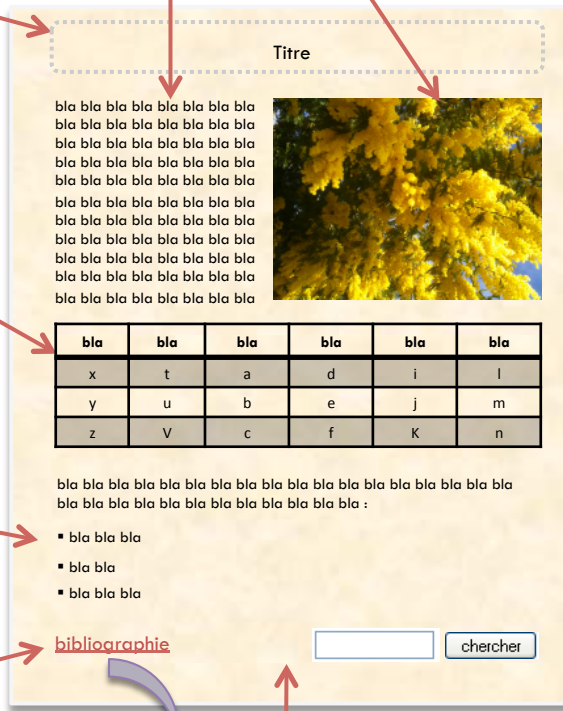 Titre
bla bla bla bla bla bla bla bla
bla bla bla bla bla bla bla bla
bla bla bla bla bla bla bla bla
bla bla bla bla bla bla bla bla
bla bla bla bla bla bla bla bla
bla bla bla bla bla bla bla bla
bla bla bla bla bla bla bla bla
bla bla bla bla bla bla bla bla
bla bla bla bla bla bla bla bla
bla bla bla bla bla bla bla bla
bla bla bla bla bla bla bla bla
bla bla bla bla bla bla
x t a d i l
y u b e j m
z V c f K n
bla bla bla bla bla bla bla bla bla bla bla bla bla bla bla bla bla bla
bla bla bla bla bla bla bla bla bla bla bla bla :
▪ bla bla bla
▪ bla bla
▪ bla bla bla
bibliographie chercher